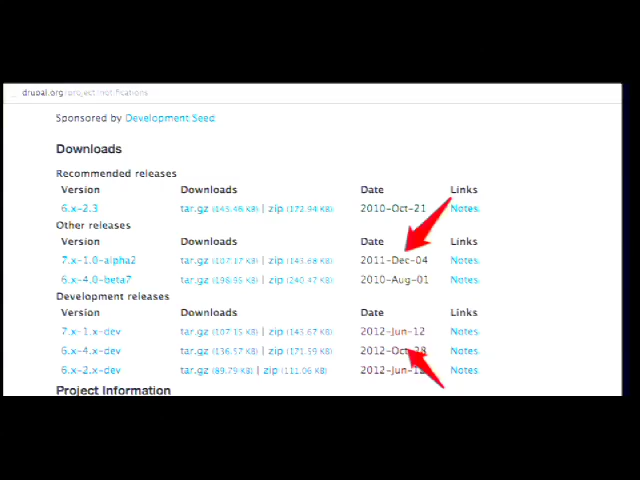 drupal.org/project/notifications
Sponsored by Development Seed
Downloads
Recommended releases
Version Downloads Date Links
6.x-2.3 tar.gz (145.46 KB) | zip (172.94 KB) 2010-Oct-21 Notes
Other releases
Version Downloads Date Links
7.x-1.0-alpha2 tar.gz (107.17 KB) | zip (143.68 KB) 2011-Dec-04 Notes
6.x-4.0-beta7 tar.gz (196.95 KB) | zip (240.47 KB) 2010-Aug-01 Notes
Development releases
Version Downloads Date Links
7.x-1.x-dev tar.gz (107.15 KB) | zip (143.67 KB) 2012-Jun-12 Notes
6.x-4.x-dev tar.gz (136.57 KB) | zip (171.59 KB) 2012-Oct-28 Notes
6.x-2.x-dev tar.gz (89.79 KB) | zip (111.06 KB) Notes
Project Information